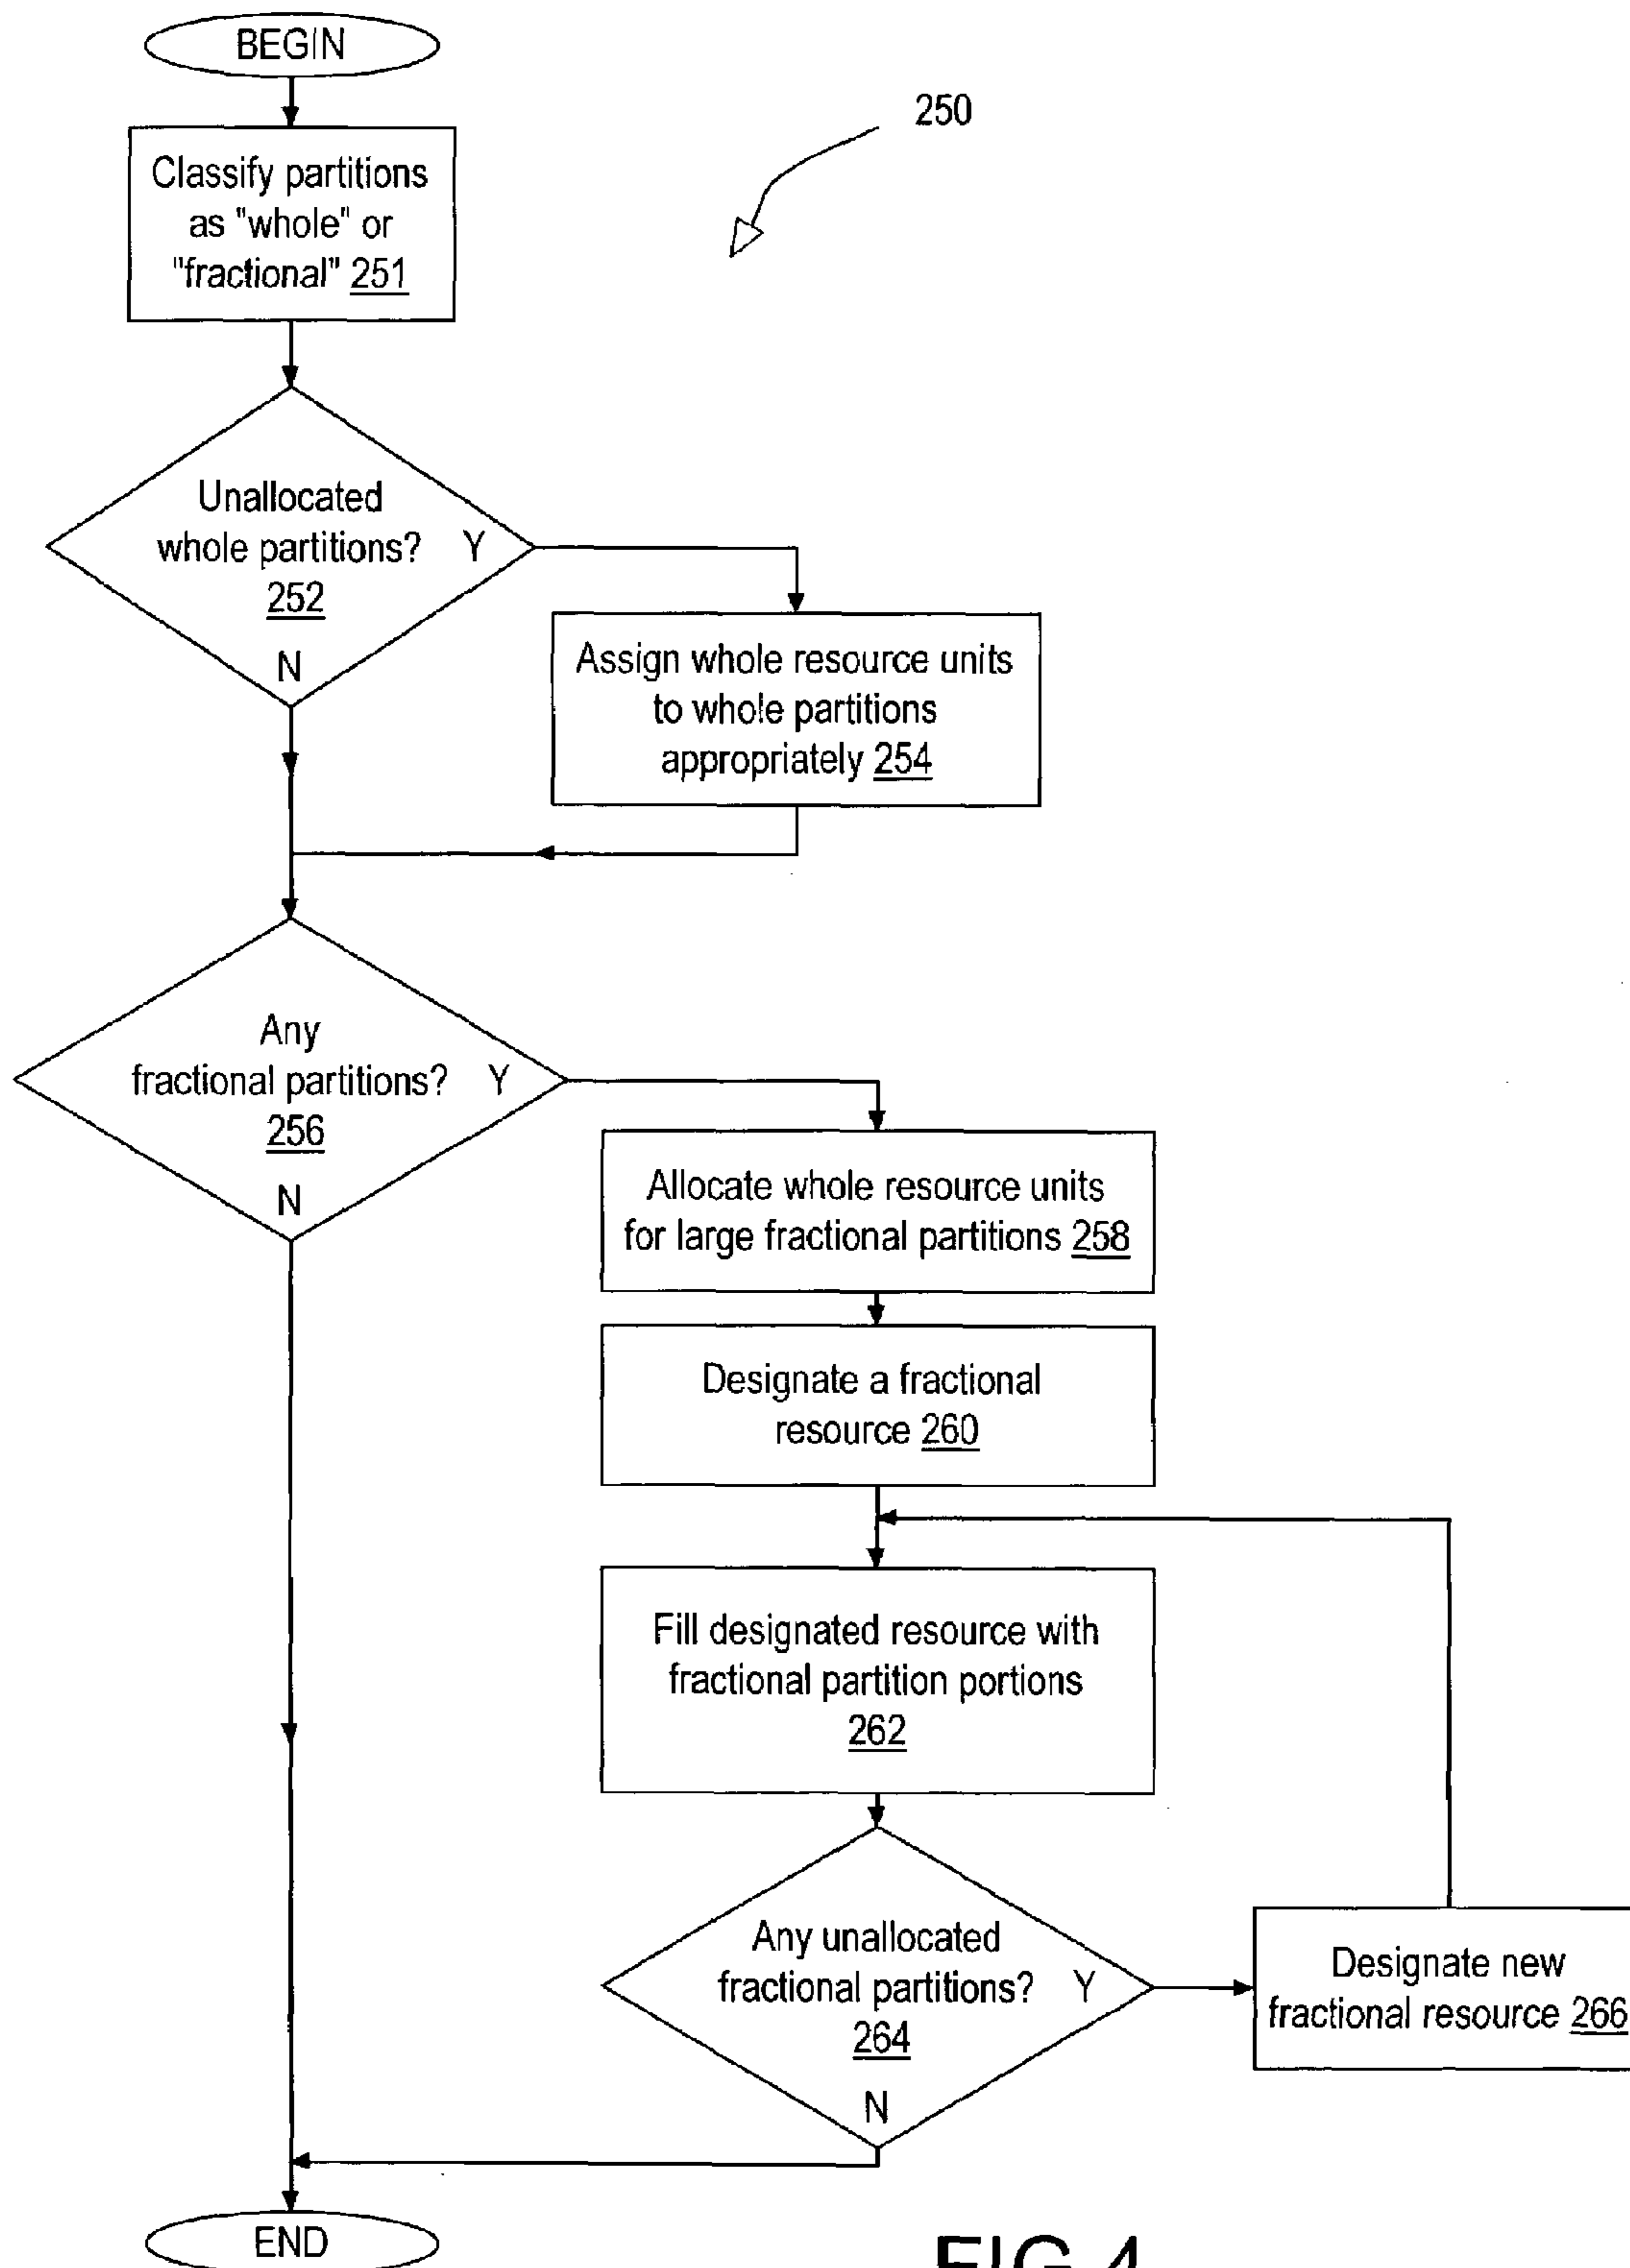 BEGIN
250
Classify partitions
as "whole" or
"fractional" 251
Unallocated
whole partitions? Y
252
N
Assign whole resource units
to whole partitions
appropriately 254
Any
fractional partitions? Y
256
N
Allocate whole resource units
for large fractional partitions 258
Designate a fractional
resource 260
Fill designated resource with
fractional partition portions
262
Any unallocated
fractional partitions? Y
264
N
Designate new
fractional resource 266
END
FIG 4